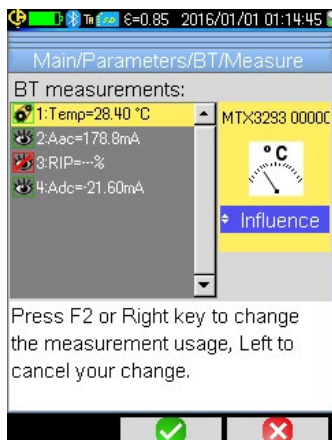 Ta ε=0.85 2016/01/01 01:14:45
Main/Parameters/BT/Measure
BT measurements:
1:Temp=28.40 °C
2:Aac=178.8mA
3:RIP=---%
4:Adc=-21.60mA
MTX3293 0000
°C
Influence
Press F2 or Right key to change
the measurement usage, Left to
cancel your change.